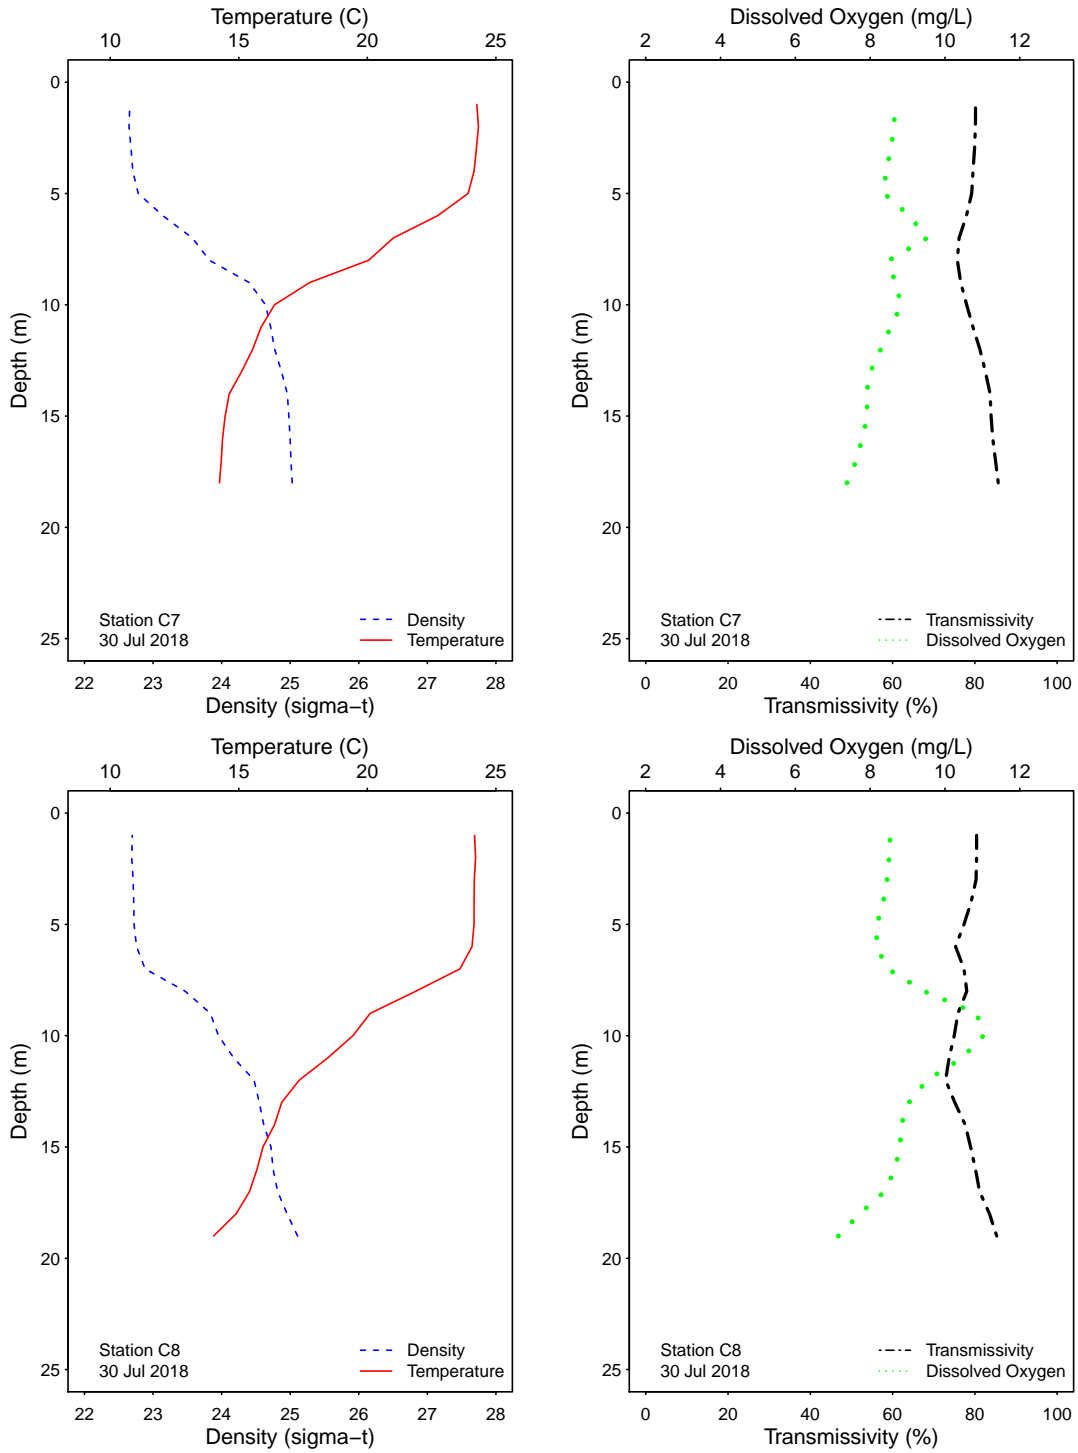 Temperature (C)
10 15 20 25
0
5
10
15
20
25
Depth (m)
Station C7
30 Jul 2018
Density
Temperature
22 23 24 25 26 27 28
Density (sigma−t)
Dissolved Oxygen (mg/L)
2 4 6 8 10 12
0
5
10
15
20
25
Depth (m)
Station C7
30 Jul 2018
Transmissivity
Dissolved Oxygen
0 20 40 60 80 100
Transmissivity (%)
Temperature (C)
10 15 20 25
0
5
10
15
20
25
Depth (m)
Station C8
30 Jul 2018
Density
Temperature
22 23 24 25 26 27 28
Density (sigma−t)
Dissolved Oxygen (mg/L)
2 4 6 8 10 12
0
5
10
15
20
25
Depth (m)
Station C8
30 Jul 2018
Transmissivity
Dissolved Oxygen
0 20 40 60 80 100
Transmissivity (%)